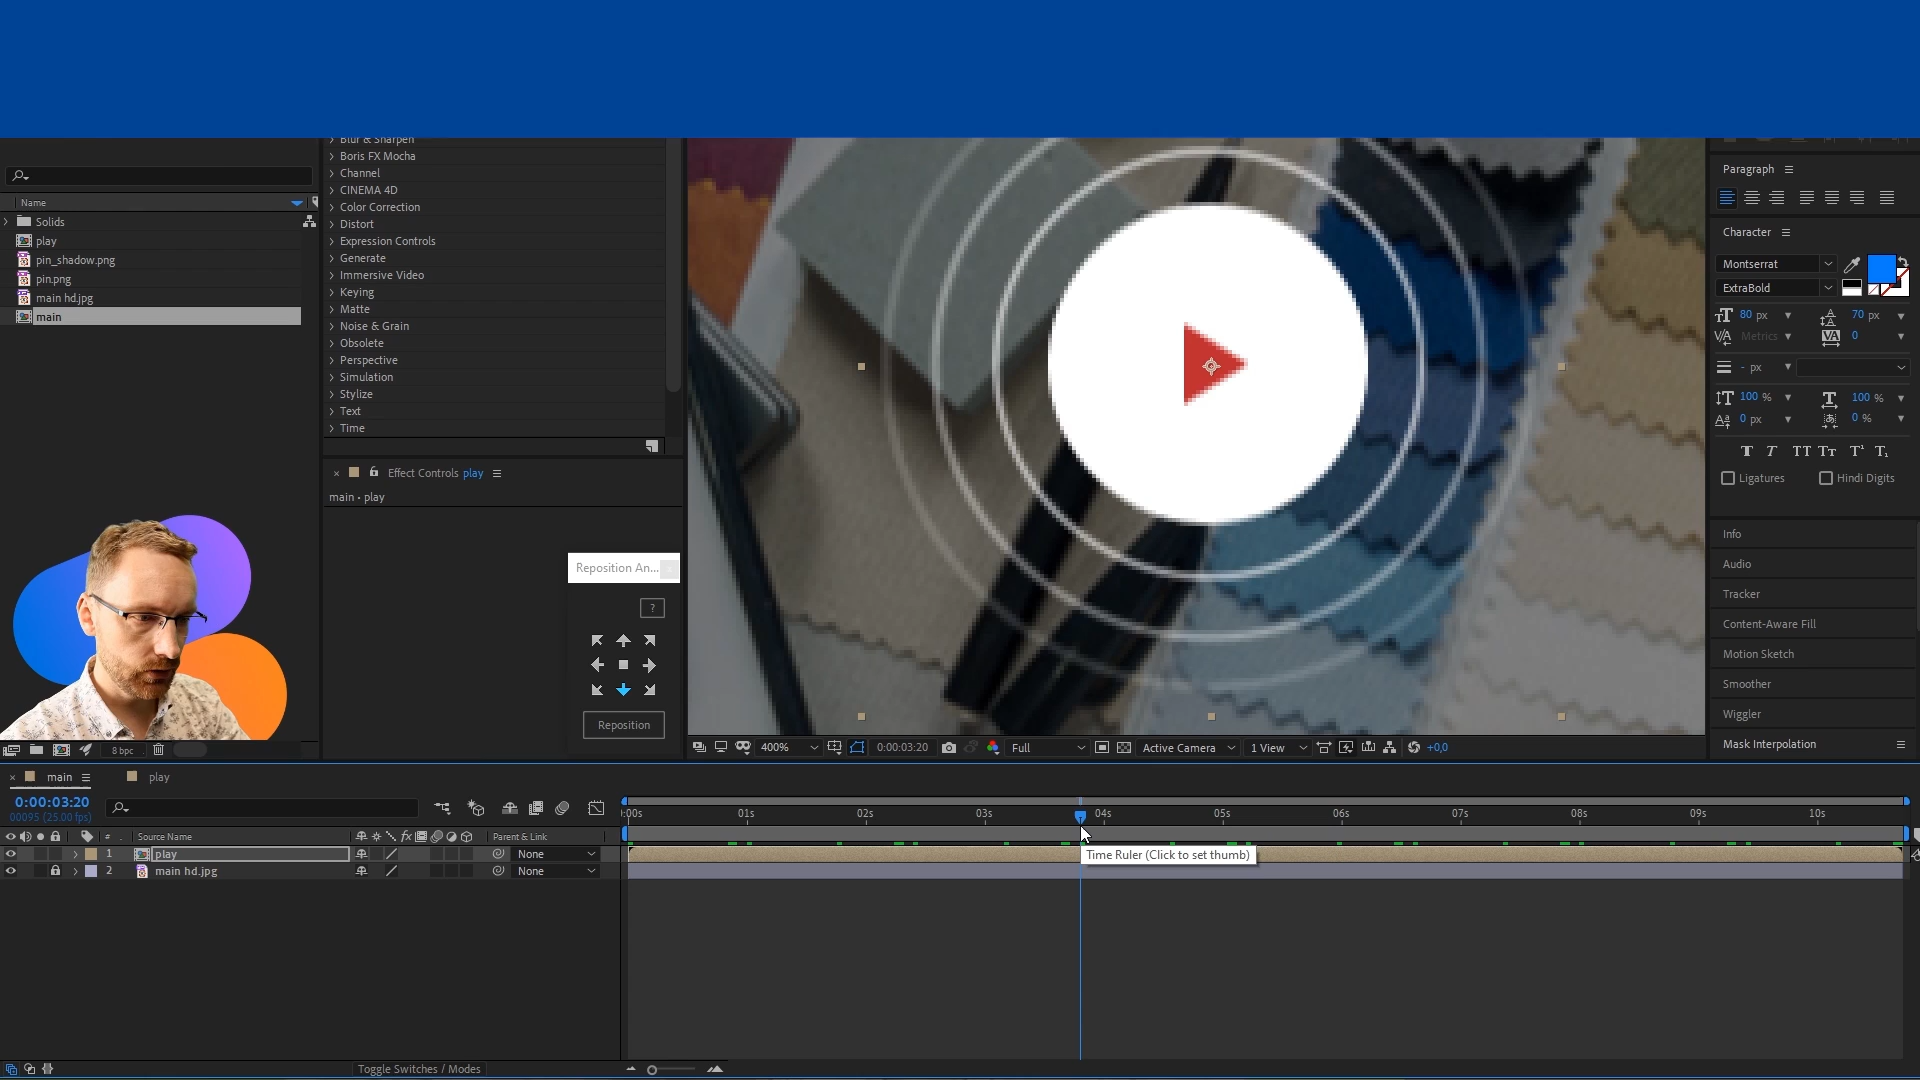 Name
Solids
play
pin_shadow.png
pin.png
main hd.jpg
main
8 bpc
Blur & Sharpen
Boris FX Mocha
Channel
CINEMA 4D
Color Correction
Distort
Expression Controls
Generate
Immersive Video
Keying
Matte
Noise & Grain
Obsolete
Perspective
Simulation
Stylize
Text
Time
Effect Controls play
main • play
Reposition An...
?
Reposition
400%
0:00:03:20
Full
Active Camera
1 View
+0,0
Paragraph
Character
Montserrat
ExtraBold
80 px
70 px
Metrics
0
- px
100 %
100 %
0 px
0 %
Ligatures
Hindi Digits
Info
Audio
Tracker
Content-Aware Fill
Motion Sketch
Smoother
Wiggler
Mask Interpolation
main
play
0:00:03:20
00095 (25.00 fps)
:00s 01s 02s 03s 04s 05s 06s 07s 08s 09s 10s
# Source Name Parent & Link
1 play None
2 main hd.jpg None
Time Ruler (Click to set thumb)
Toggle Switches / Modes